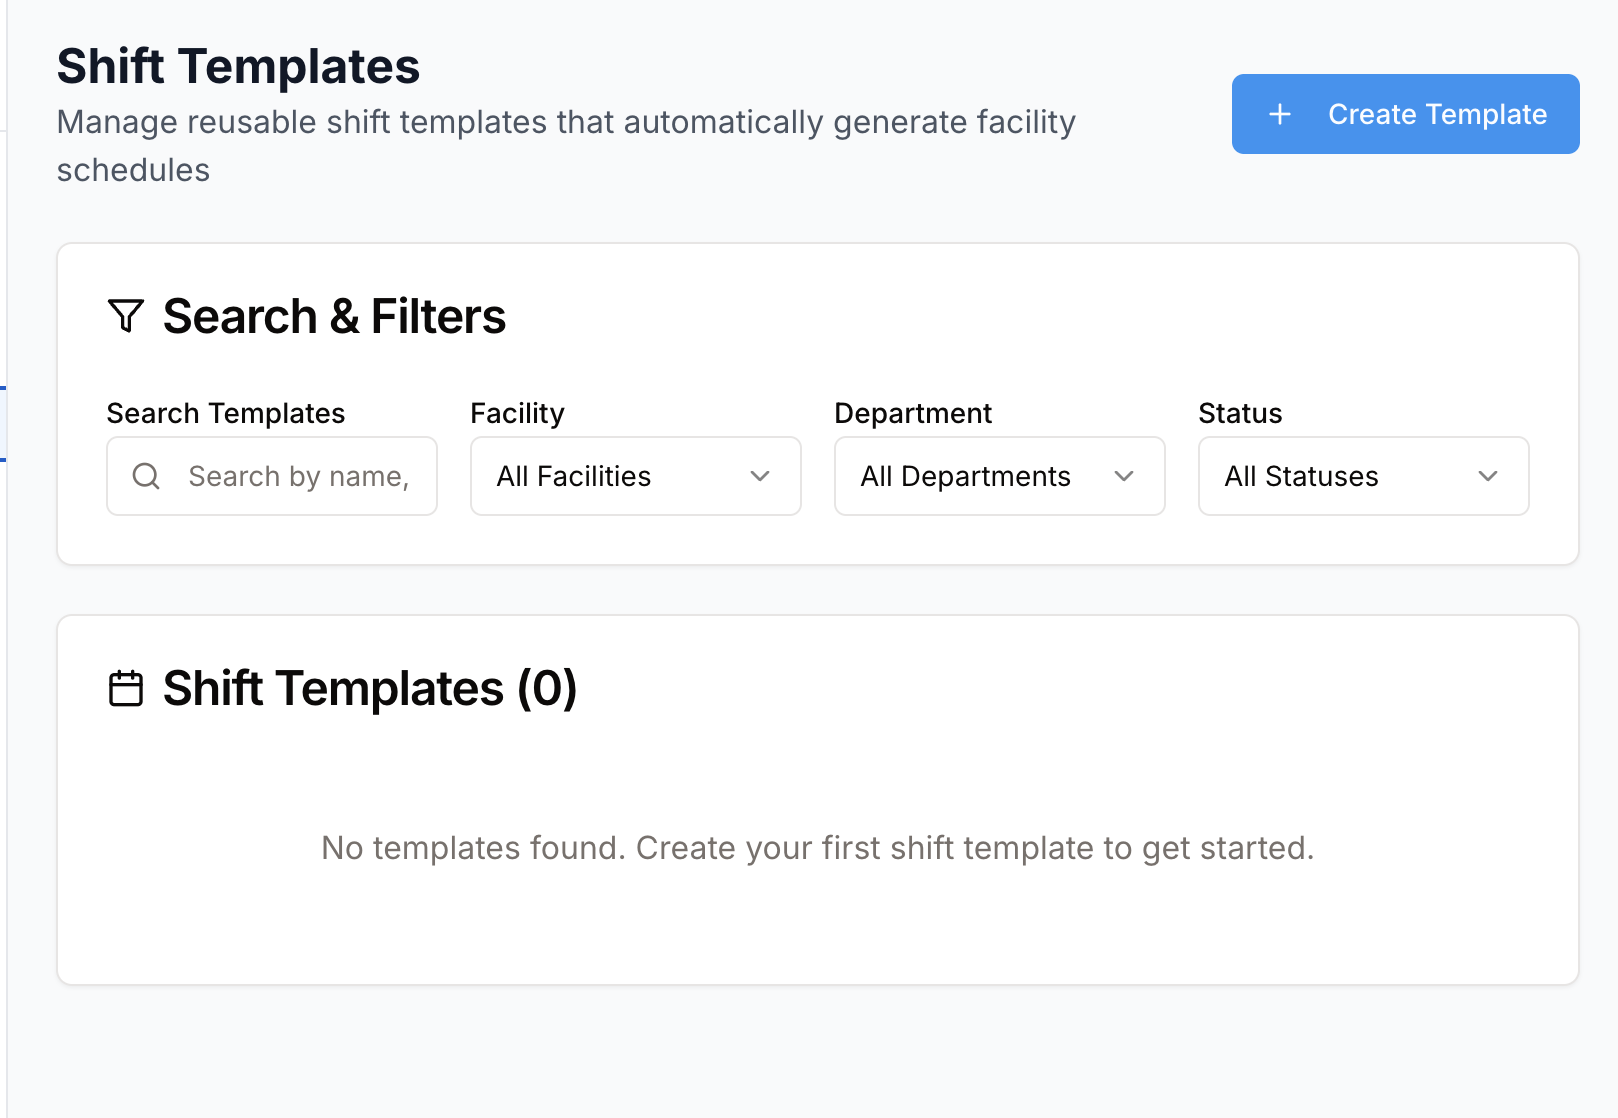 Shift Templates
Manage reusable shift templates that automatically generate facility
schedules
Create Template
Search & Filters
Search Templates
Facility
Department
Status
Search by name,
All Facilities
All Departments
All Statuses
Shift Templates (0)
No templates found. Create your first shift template to get started.